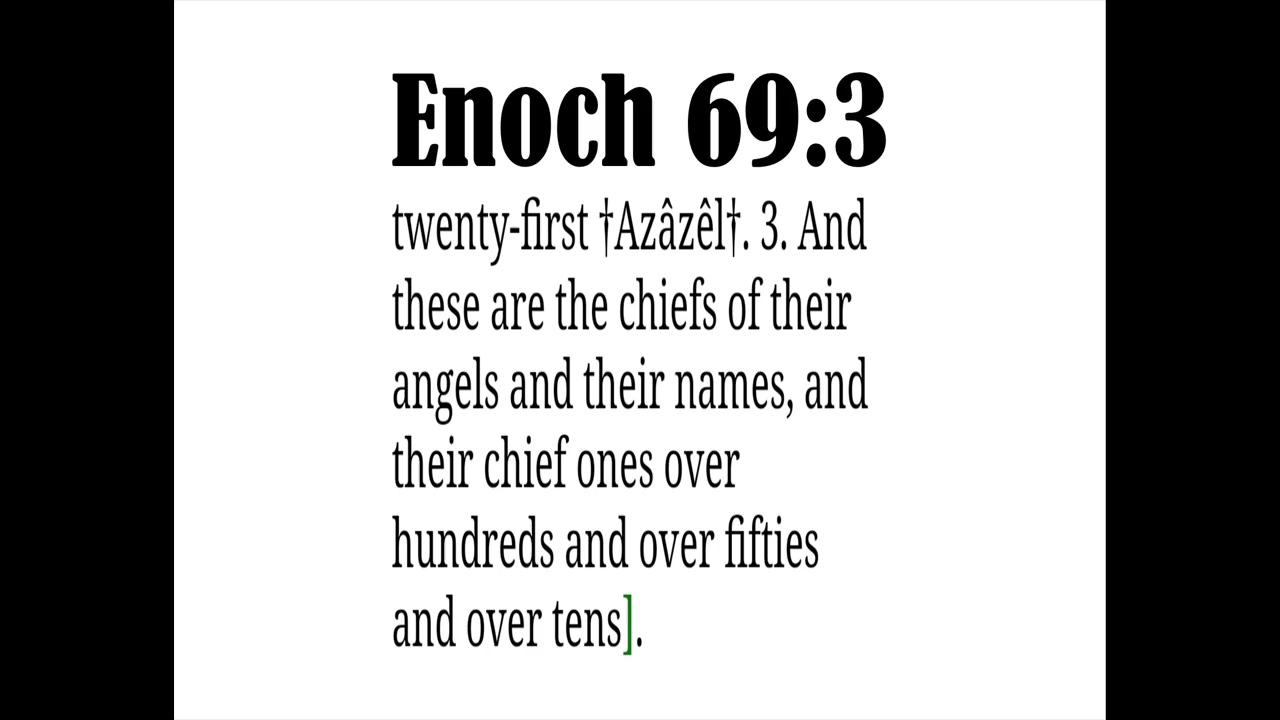 Enoch 69:3
twenty-first †Azâzêl†. 3. And
these are the chiefs of their
angels and their names, and
their chief ones over
hundreds and over fifties
and over tens].